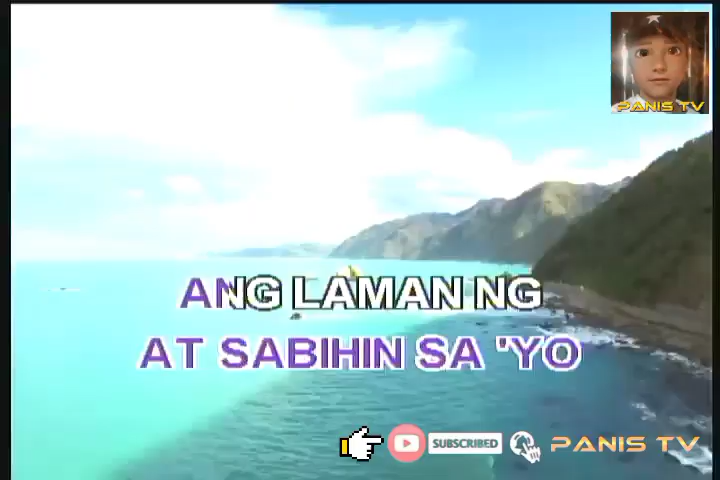 PANIS TV
ANG LAMAN NG
AT SABIHIN SA 'YO
SUBSCRIBED
PANIS TV